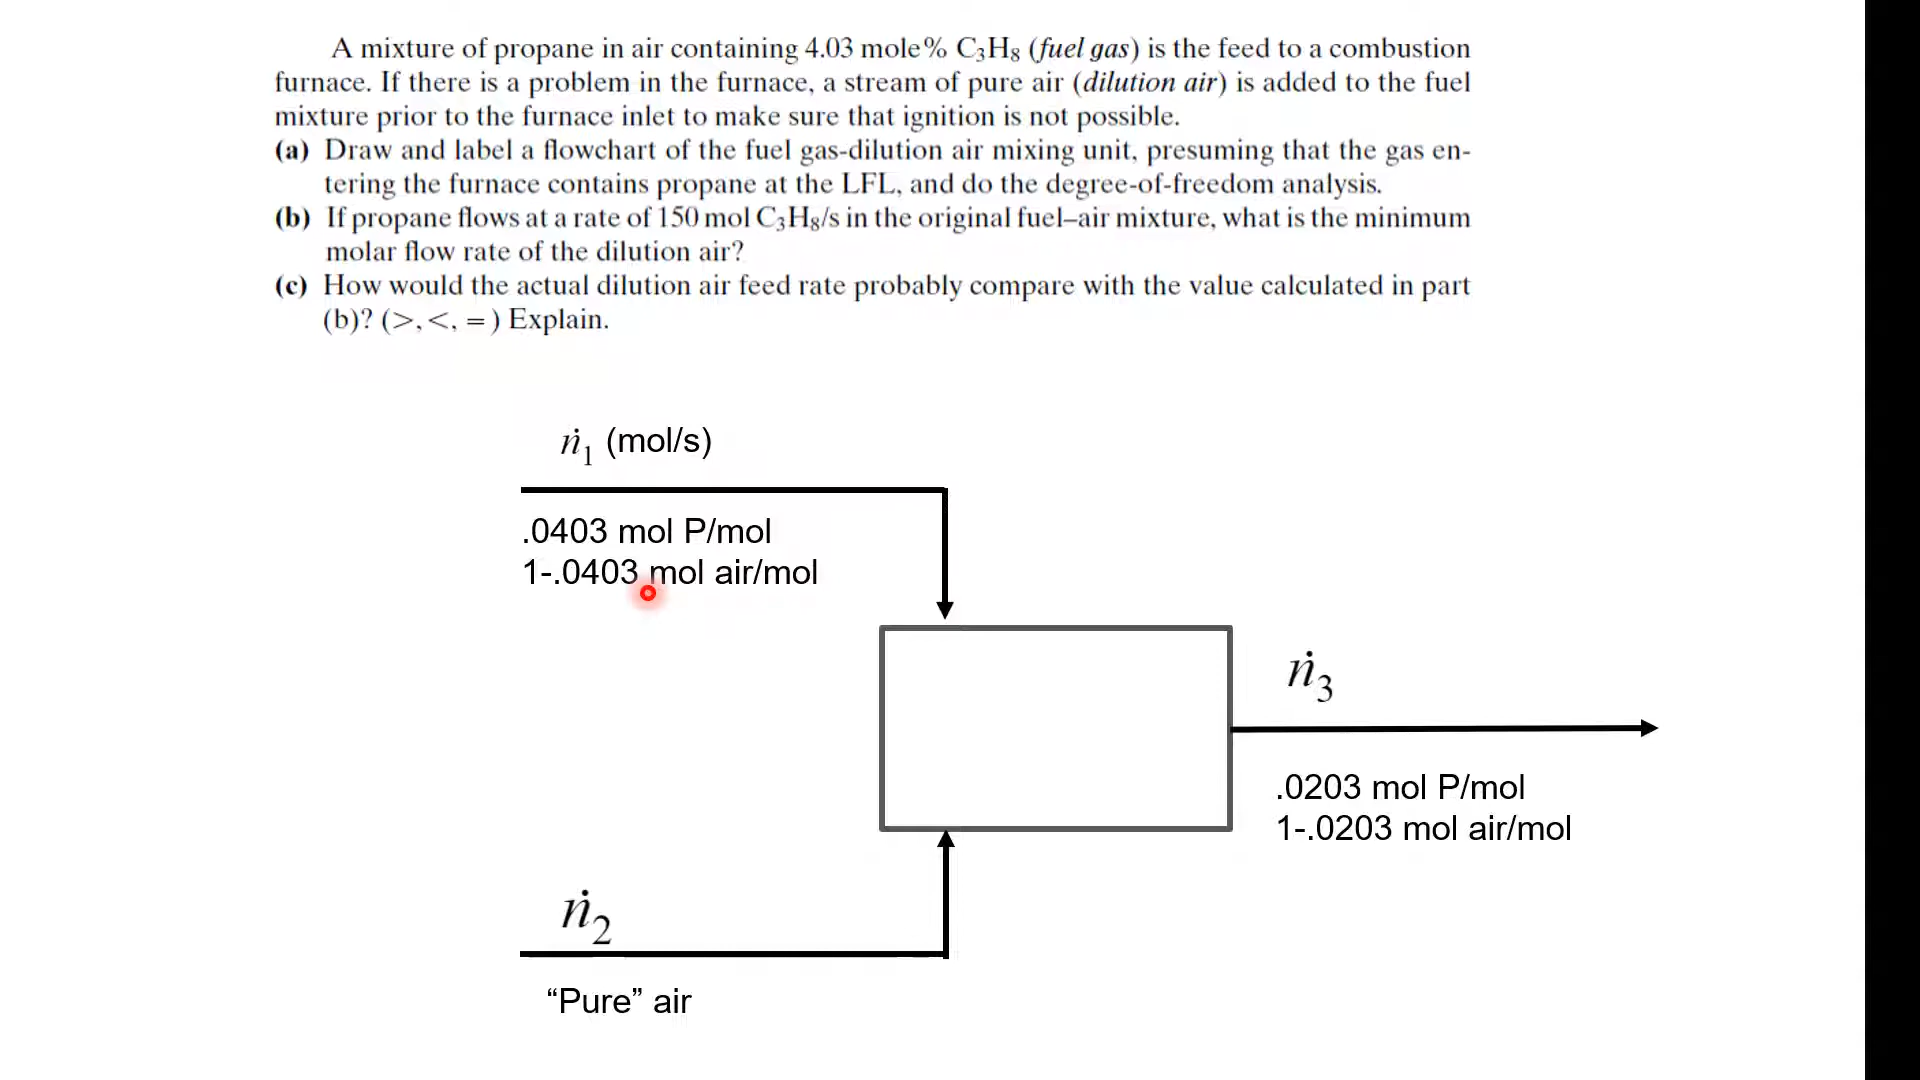 A mixture of propane in air containing 4.03 mole% C₃H₈ (fuel gas) is the feed to a combustion
furnace. If there is a problem in the furnace, a stream of pure air (dilution air) is added to the fuel
mixture prior to the furnace inlet to make sure that ignition is not possible.
(a) Draw and label a flowchart of the fuel gas-dilution air mixing unit, presuming that the gas en-
tering the furnace contains propane at the LFL, and do the degree-of-freedom analysis.
(b) If propane flows at a rate of 150 mol C₃H₈/s in the original fuel–air mixture, what is the minimum
molar flow rate of the dilution air?
(c) How would the actual dilution air feed rate probably compare with the value calculated in part
(b)? (>, <, = ) Explain.
ṅ₁ (mol/s)
.0403 mol P/mol
1-.0403 mol air/mol
ṅ₃
.0203 mol P/mol
1-.0203 mol air/mol
ṅ₂
“Pure” air